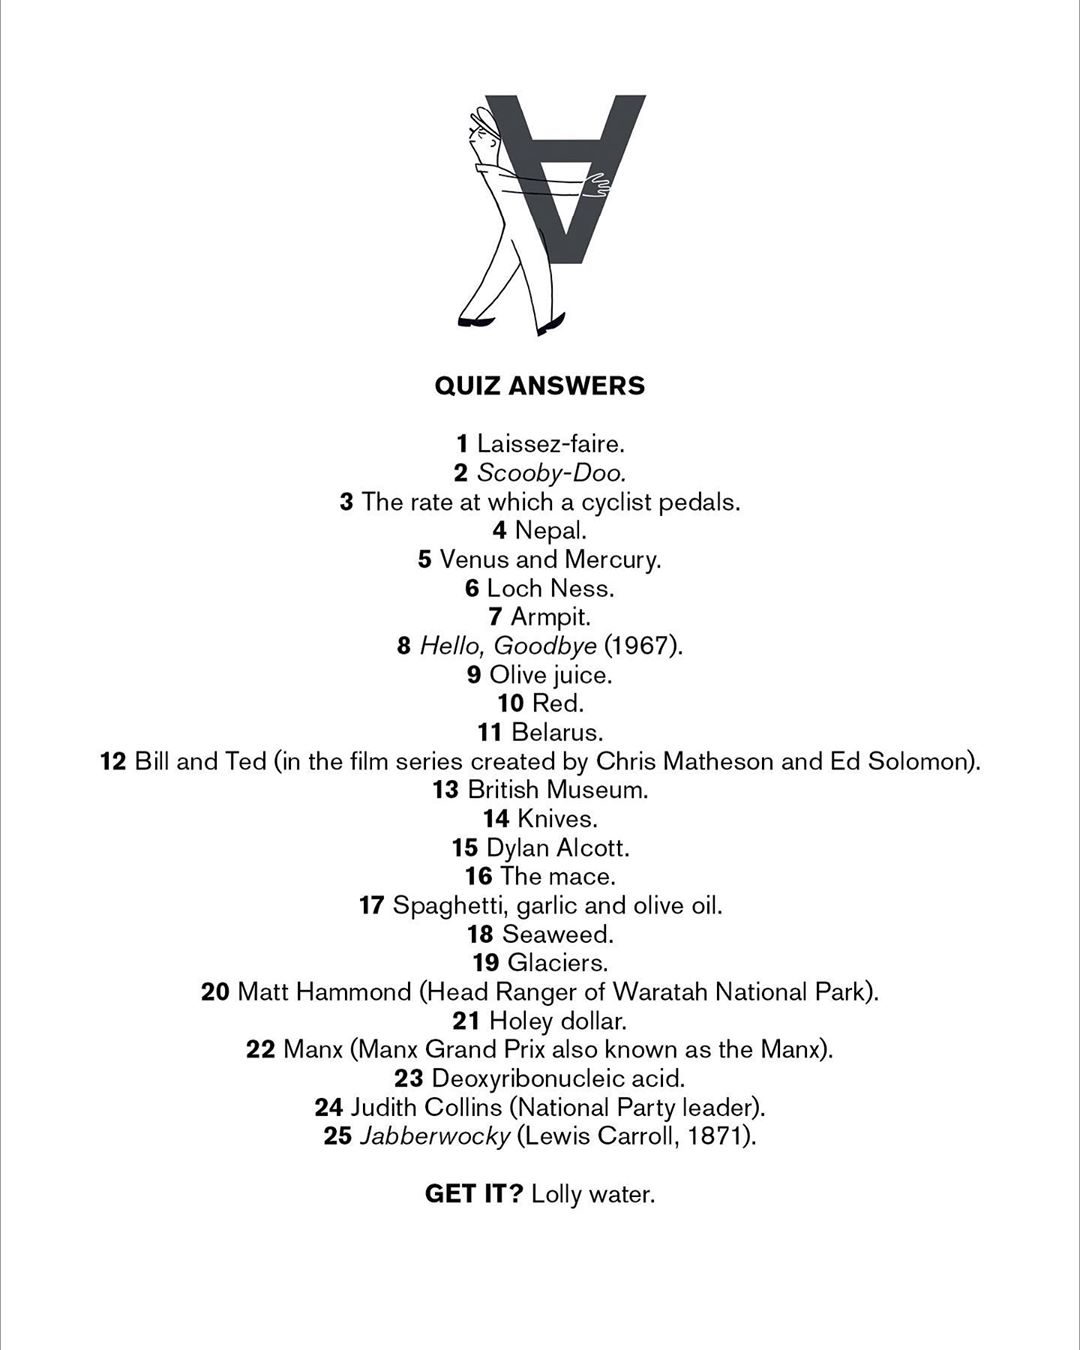 A
QUIZ ANSWERS
1 Laissez-faire.
2 Scooby-Doo.
3 The rate at which a cyclist pedals.
4 Nepal.
5 Venus and Mercury.
6 Loch Ness.
7 Armpit.
8 Hello, Goodbye (1967).
9 Olive juice.
10 Red.
11 Belarus.
12 Bill and Ted (in the film series created by Chris Matheson and Ed Solomon).
13 British Museum.
14 Knives.
15 Dylan Alcott.
16 The mace.
17 Spaghetti, garlic and olive oil.
18 Seaweed.
19 Glaciers.
20 Matt Hammond (Head Ranger of Waratah National Park).
21 Holey dollar.
22 Manx (Manx Grand Prix also known as the Manx).
23 Deoxyribonucleic acid.
24 Judith Collins (National Party leader).
25 Jabberwocky (Lewis Carroll, 1871).
GET IT? Lolly water.